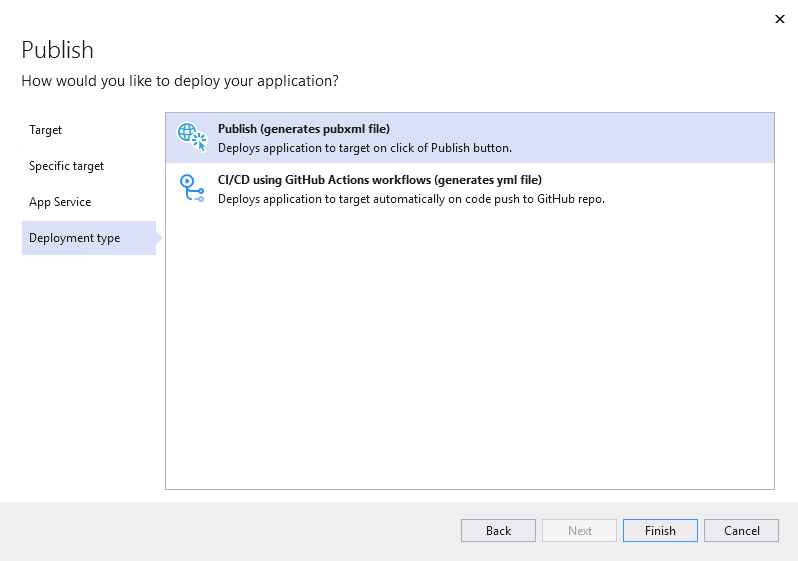 Publish
How would you like to deploy your application?
Target
Specific target
App Service
Deployment type
Publish (generates pubxml file)
Deploys application to target on click of Publish button.
CI/CD using GitHub Actions workflows (generates yml file)
Deploys application to target automatically on code push to GitHub repo.
Back
Next
Finish
Cancel